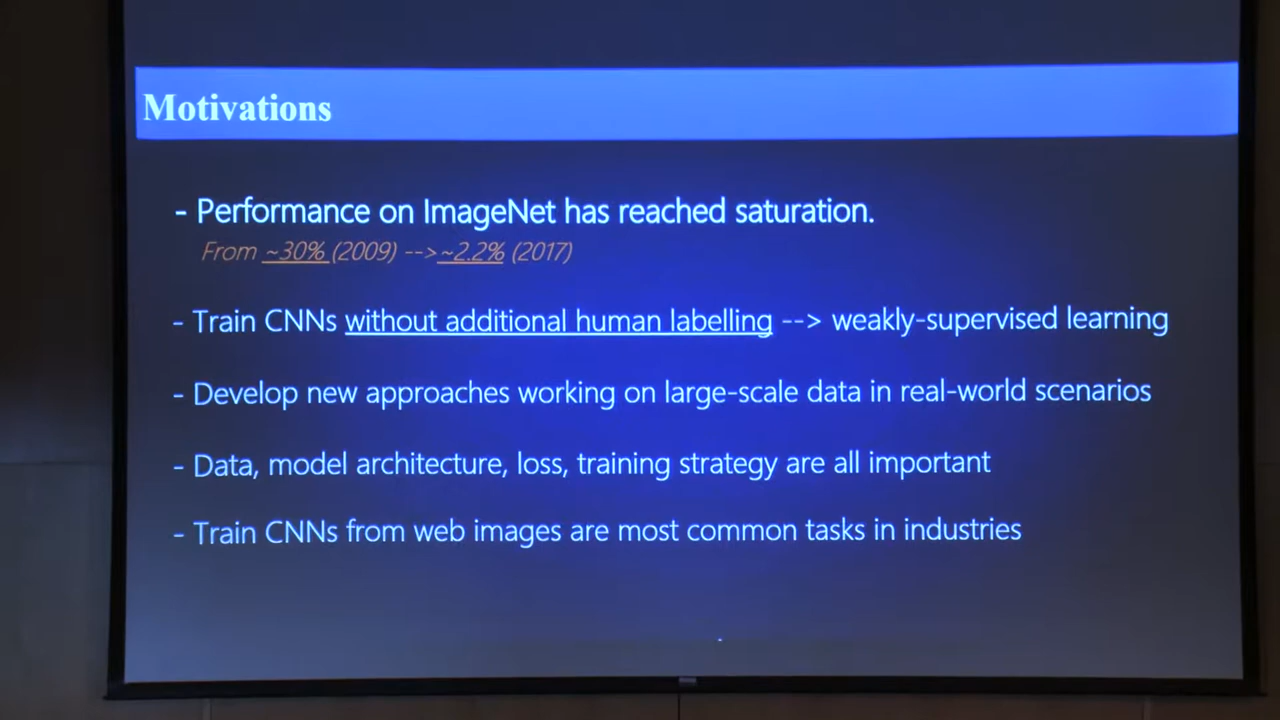 Motivations
- Performance on ImageNet has reached saturation.
From ~30% (2009) -->~2.2% (2017)
- Train CNNs without additional human labelling --> weakly-supervised learning
- Develop new approaches working on large-scale data in real-world scenarios
- Data, model architecture, loss, training strategy are all important
- Train CNNs from web images are most common tasks in industries